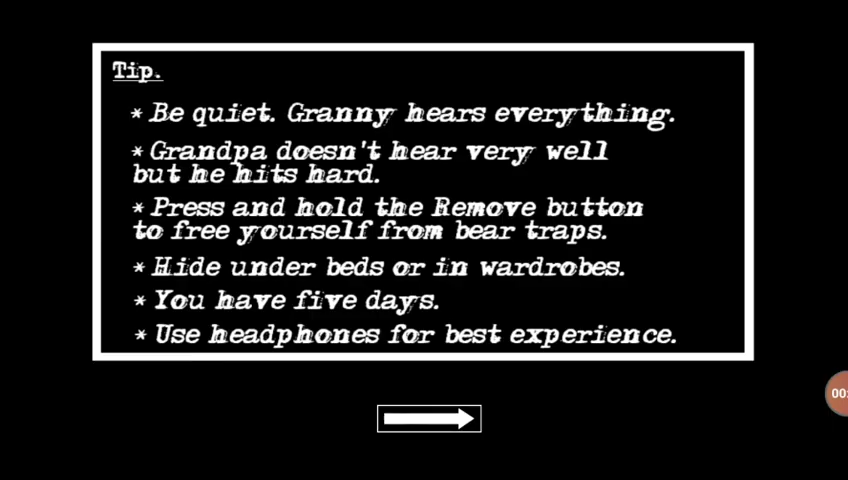 Tip.
* Be quiet. Granny hears everything.
* Grandpa doesn't hear very well
but he hits hard.
* Press and hold the Remove button
to free yourself from bear traps.
* Hide under beds or in wardrobes.
* You have five days.
* Use headphones for best experience.
00: